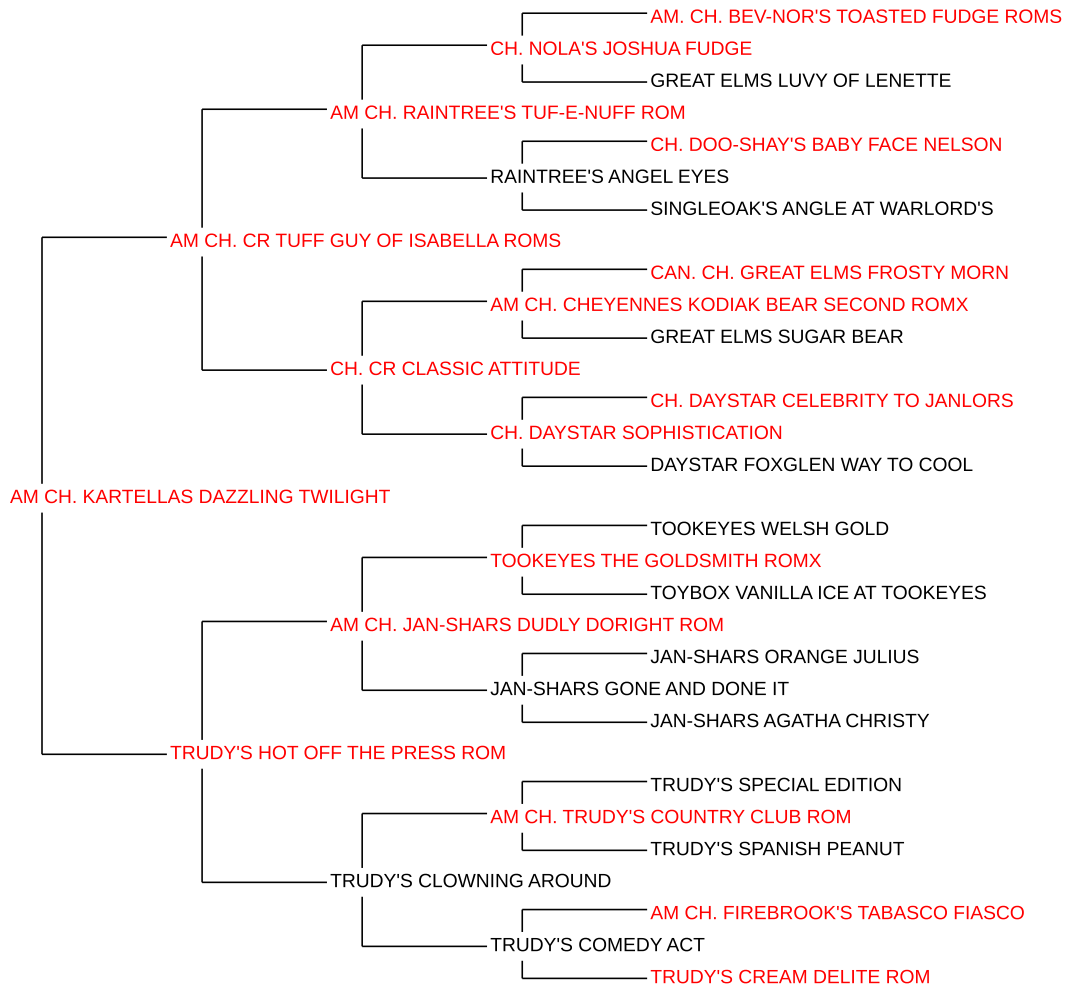 AM. CH. BEV-NOR'S TOASTED FUDGE ROMS
CH. NOLA'S JOSHUA FUDGE
GREAT ELMS LUVY OF LENETTE
AM CH. RAINTREE'S TUF-E-NUFF ROM
CH. DOO-SHAY'S BABY FACE NELSON
RAINTREE'S ANGEL EYES
SINGLEOAK'S ANGLE AT WARLORD'S
AM CH. CR TUFF GUY OF ISABELLA ROMS
CAN. CH. GREAT ELMS FROSTY MORN
AM CH. CHEYENNES KODIAK BEAR SECOND ROMX
GREAT ELMS SUGAR BEAR
CH. CR CLASSIC ATTITUDE
CH. DAYSTAR CELEBRITY TO JANLORS
CH. DAYSTAR SOPHISTICATION
DAYSTAR FOXGLEN WAY TO COOL
AM CH. KARTELLAS DAZZLING TWILIGHT
TOOKEYES WELSH GOLD
TOOKEYES THE GOLDSMITH ROMX
TOYBOX VANILLA ICE AT TOOKEYES
AM CH. JAN-SHARS DUDLY DORIGHT ROM
JAN-SHARS ORANGE JULIUS
JAN-SHARS GONE AND DONE IT
JAN-SHARS AGATHA CHRISTY
TRUDY'S HOT OFF THE PRESS ROM
TRUDY'S SPECIAL EDITION
AM CH. TRUDY'S COUNTRY CLUB ROM
TRUDY'S SPANISH PEANUT
TRUDY'S CLOWNING AROUND
AM CH. FIREBROOK'S TABASCO FIASCO
TRUDY'S COMEDY ACT
TRUDY'S CREAM DELITE ROM